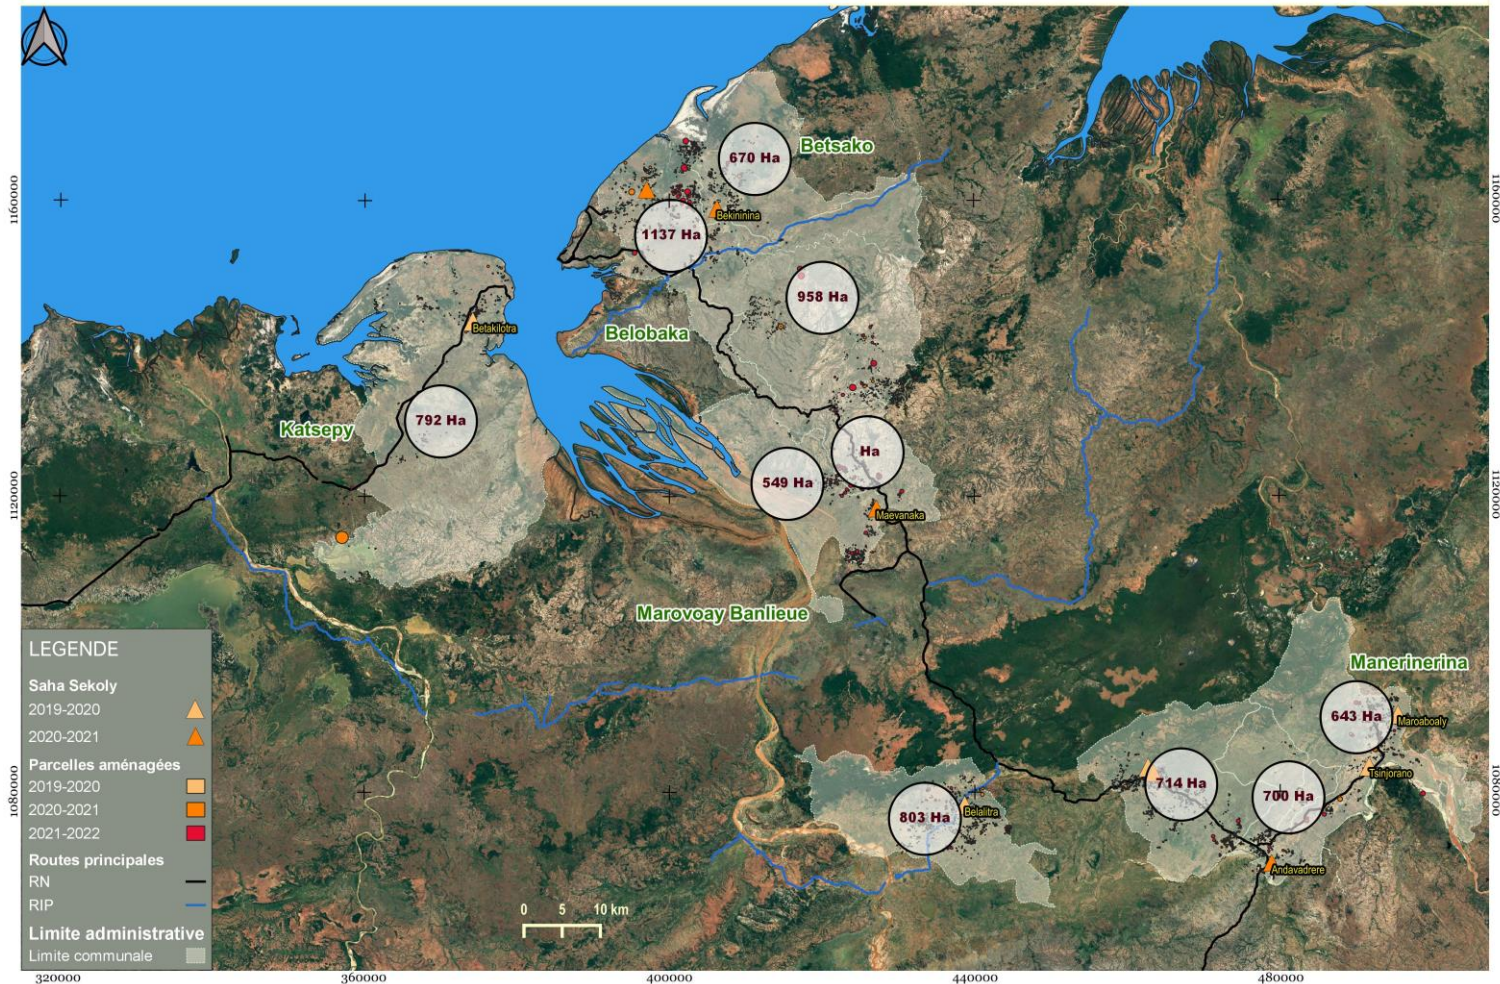 Betsako
670 Ha
1160000
1160000
Bekininina
1137 Ha
958 Ha
Betakilotra
Belobaka
792 Ha
Katsepy
Ha
549 Ha
1120000
1120000
Maevanaka
Marovoay Banlieue
Manerinerina
643 Ha
Maroaboaly
Tsinjorano
714 Ha
700 Ha
1080000
1080000
803 Ha
Belalitra
Andavadrere
LEGENDE
Saha Sekoly
2019-2020
2020-2021
Parcelles aménagées
2019-2020
2020-2021
2021-2022
Routes principales
RN
RIP
Limite administrative
Limite communale
0 5 10 km
320000 360000 400000 440000 480000